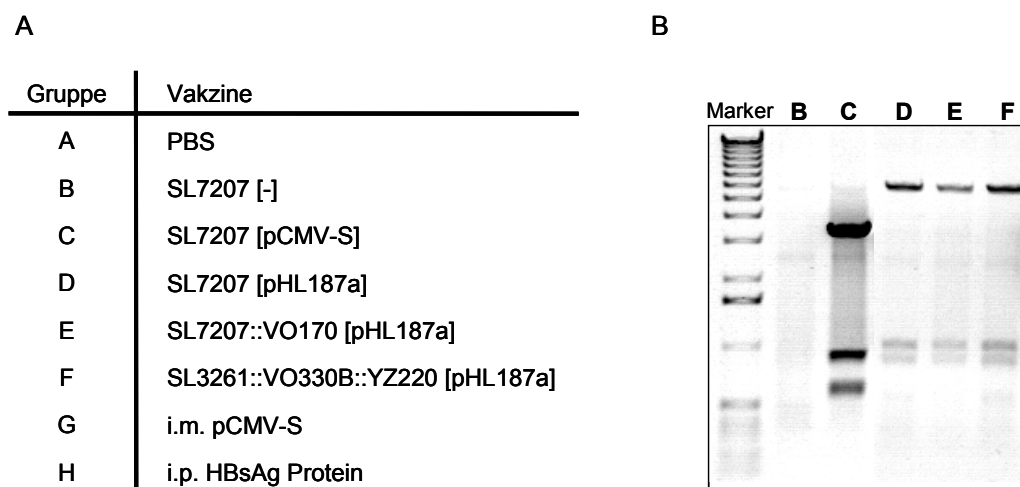 A
Gruppe Vakzine
A PBS
B SL7207 [-]
C SL7207 [pCMV-S]
D SL7207 [pHL187a]
E SL7207::VO170 [pHL187a]
F SL3261::VO330B::YZ220 [pHL187a]
G i.m. pCMV-S
H i.p. HBsAg Protein
B
Marker B C D E F